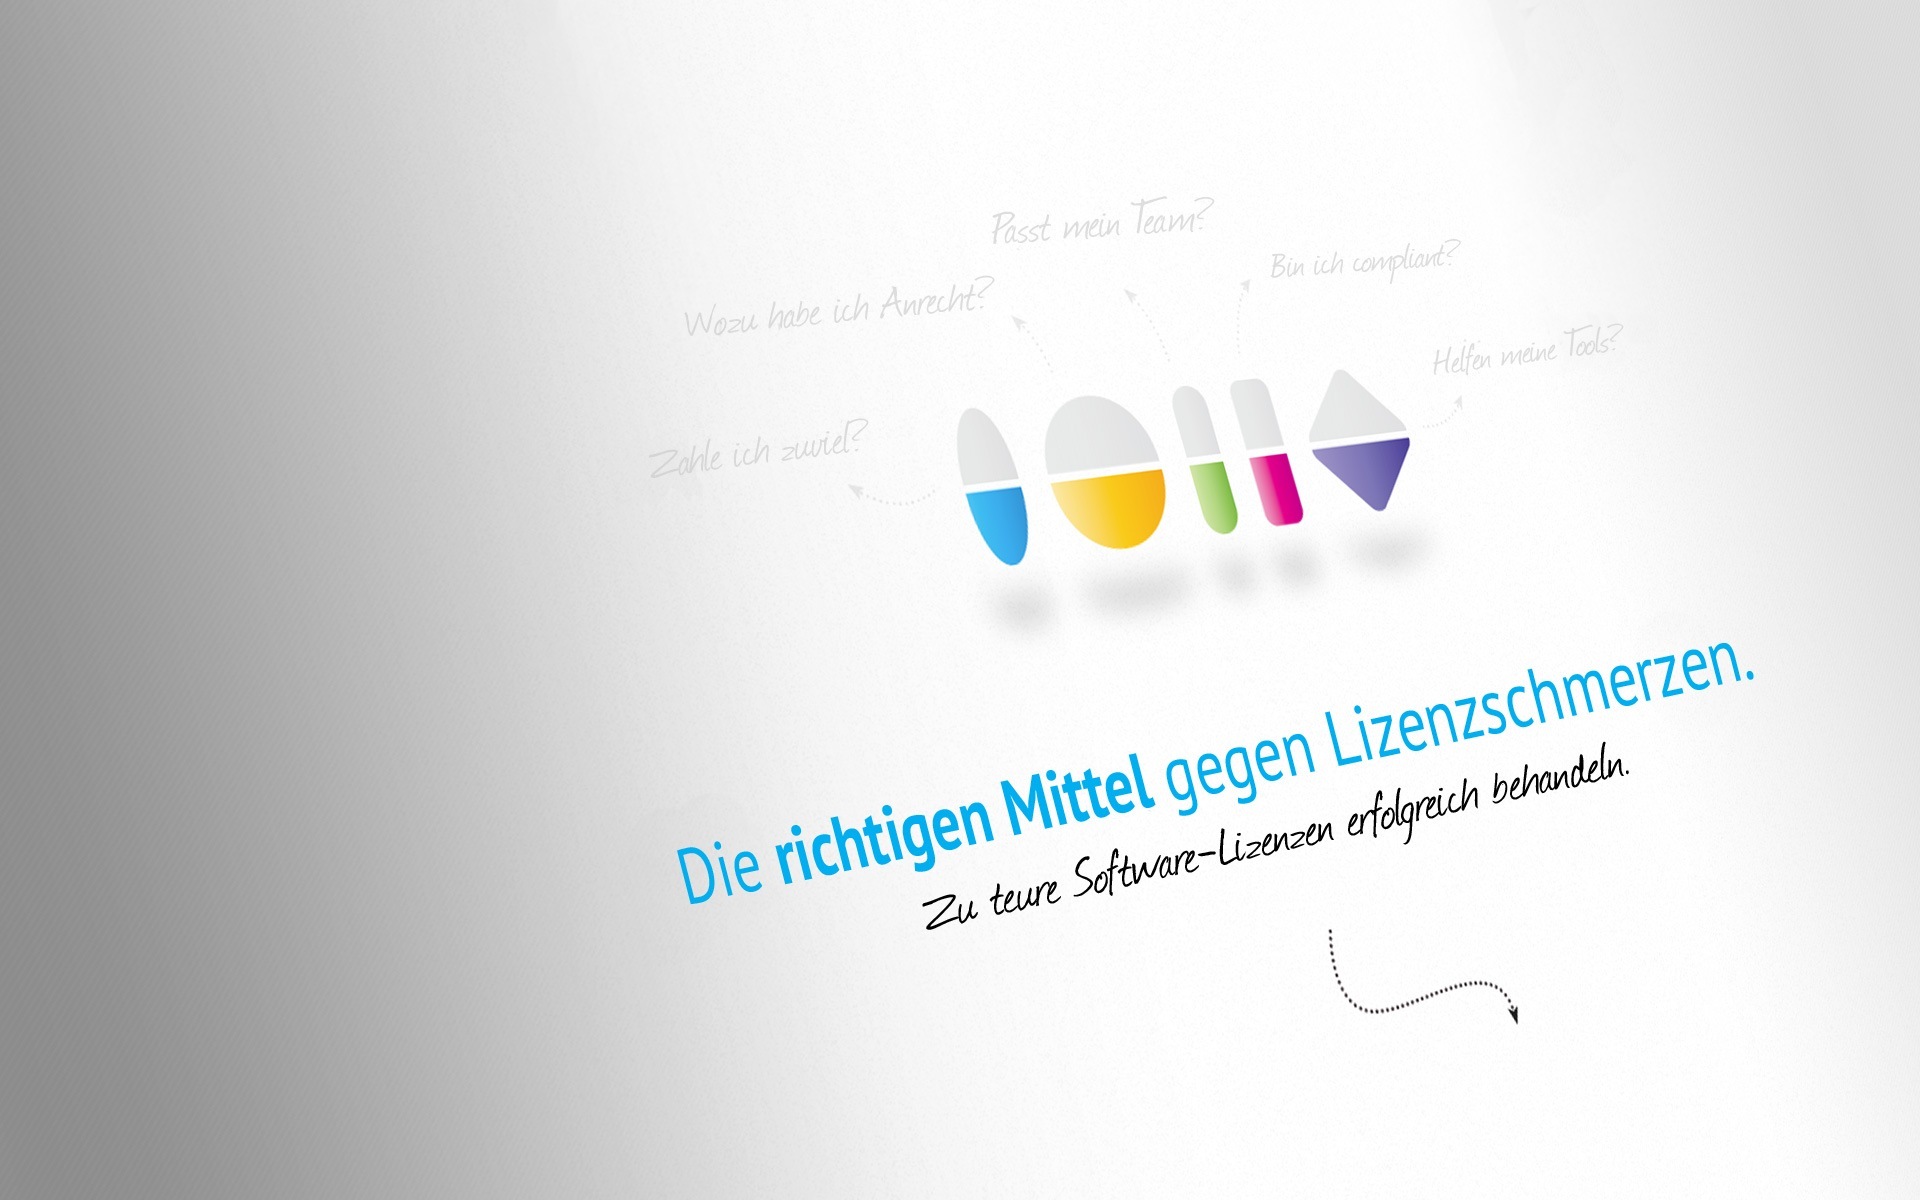 Passt mein Team?
Bin ich compliant?
Wozu habe ich Anrecht?
Helfen meine Tools?
Zahle ich zuviel?
Die richtigen Mittel gegen Lizenzschmerzen.
Zu teure Software-Lizenzen erfolgreich behandeln.